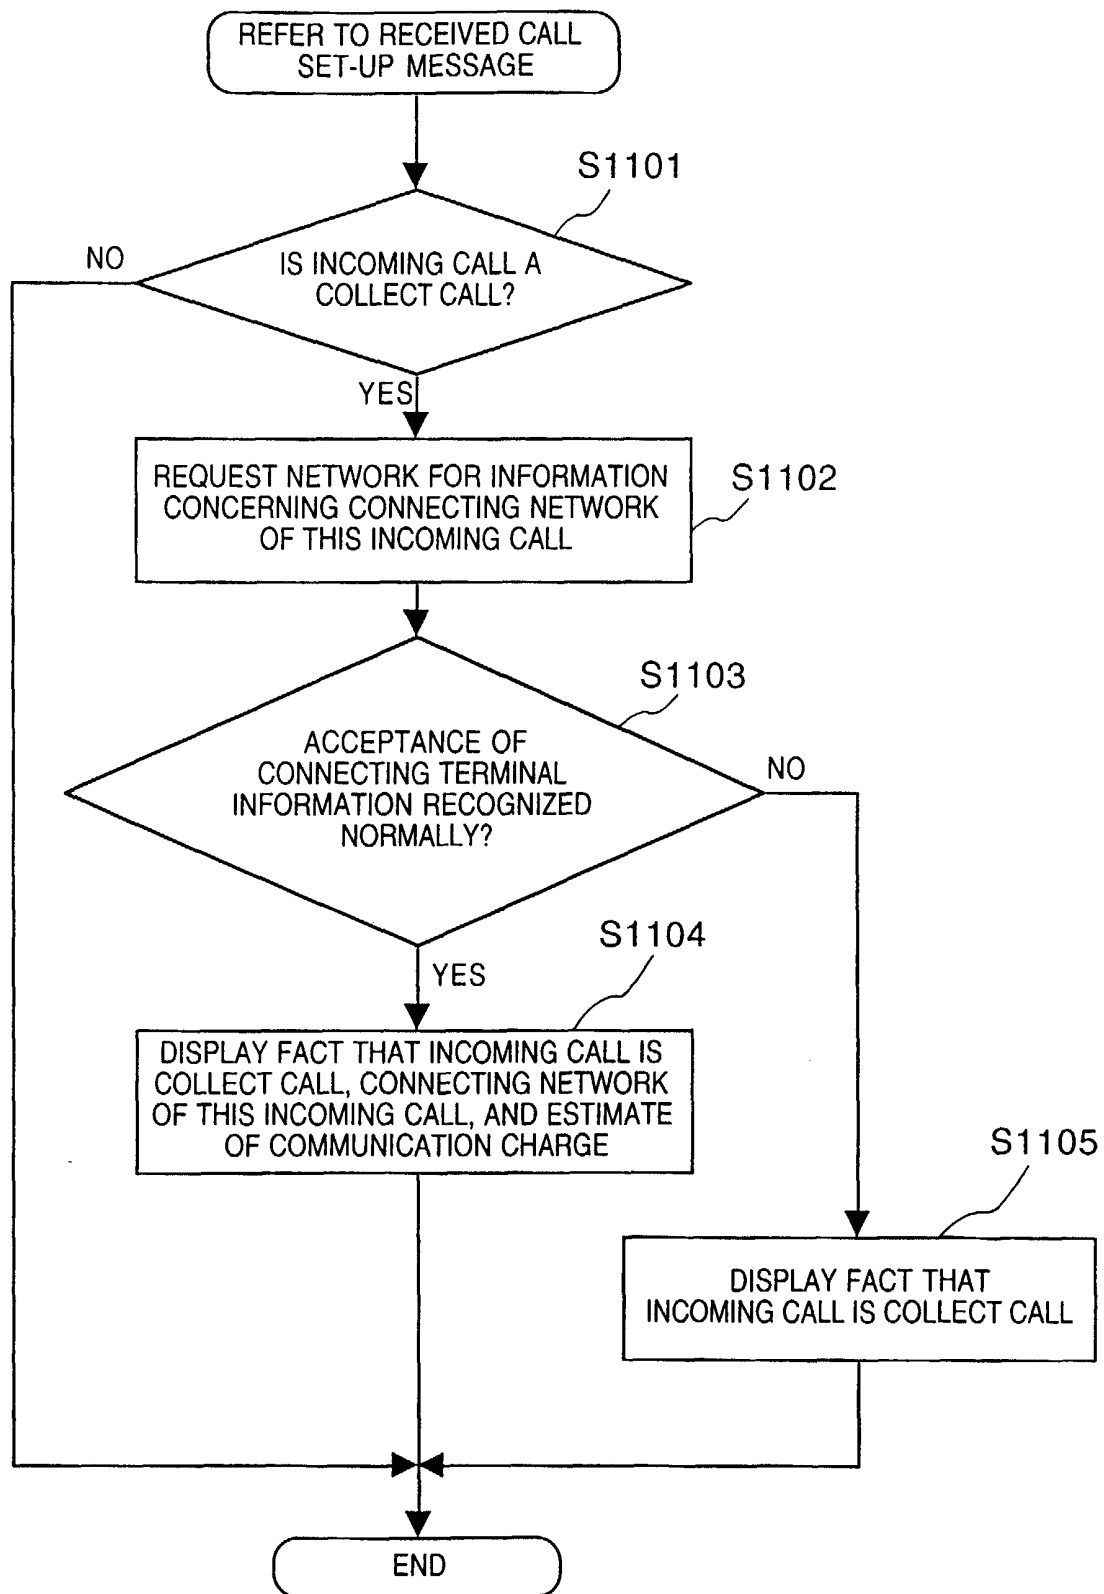 REFER TO RECEIVED CALL
SET-UP MESSAGE
S1101
NO
IS INCOMING CALL A
COLLECT CALL?
YES
REQUEST NETWORK FOR INFORMATION
CONCERNING CONNECTING NETWORK
OF THIS INCOMING CALL
S1102
S1103
ACCEPTANCE OF
CONNECTING TERMINAL
INFORMATION RECOGNIZED
NORMALLY?
NO
S1104
YES
DISPLAY FACT THAT INCOMING CALL IS
COLLECT CALL, CONNECTING NETWORK
OF THIS INCOMING CALL, AND ESTIMATE
OF COMMUNICATION CHARGE
S1105
DISPLAY FACT THAT
INCOMING CALL IS COLLECT CALL
END